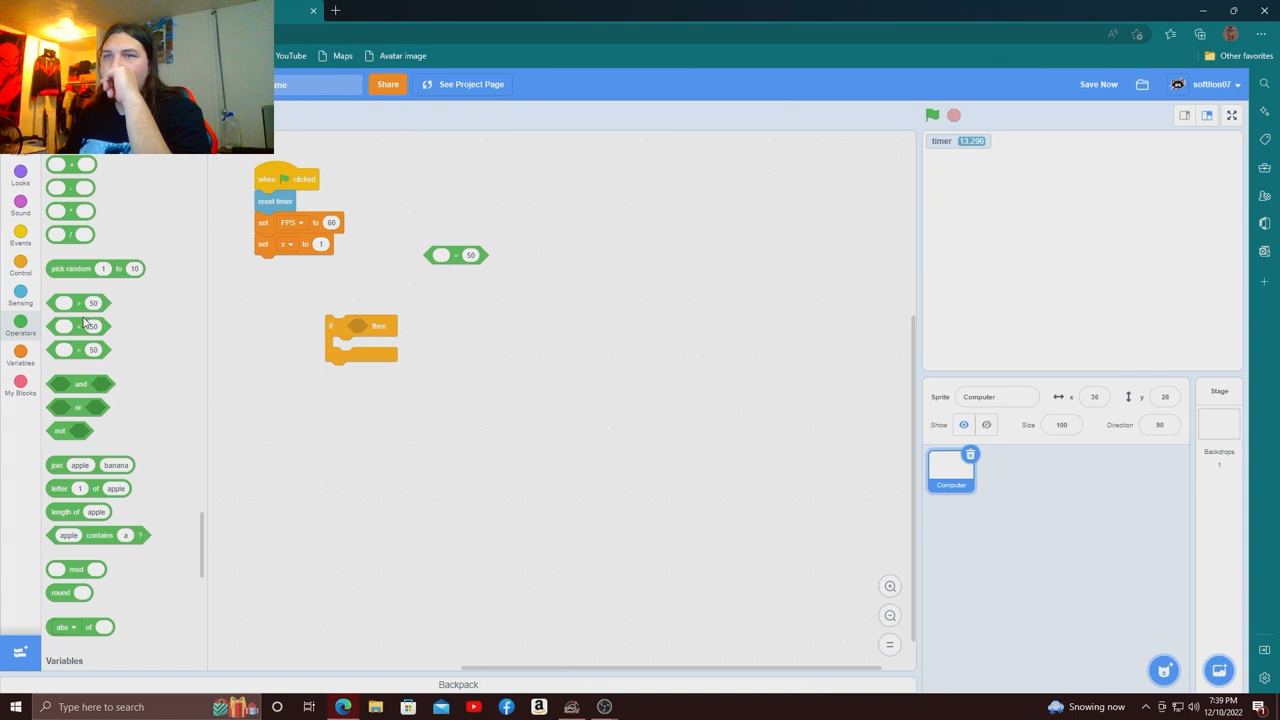 YouTube
Maps
Avatar image
Other favorites
me
Share
See Project Page
Save Now
softlion07
Looks
Sound
Events
Control
Sensing
Operators
Variables
My Blocks
+
-
*
/
pick random 1 to 10
> 50
< 50
= 50
and
or
not
join apple banana
letter 1 of apple
length of apple
apple contains a ?
mod
round
abs of
Variables
when clicked
reset timer
set FPS to 60
set x to 1
= 50
if then
Backpack
timer 13.296
Sprite Computer x 36 y 28
Show Size 100 Direction 90
Computer
Stage
Backdrops
1
Type here to search
Snowing now
7:39 PM
12/10/2022